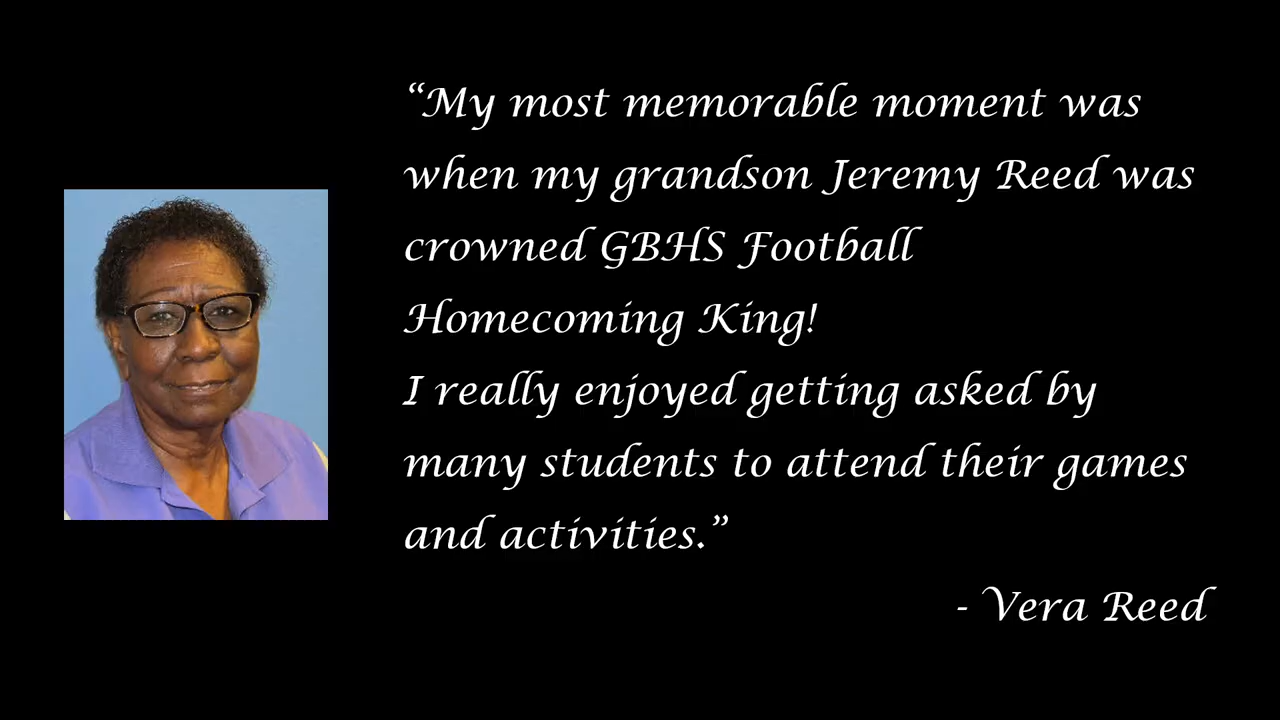 “My most memorable moment was
when my grandson Jeremy Reed was
crowned GBHS Football
Homecoming King!
I really enjoyed getting asked by
many students to attend their games
and activities.”
- Vera Reed